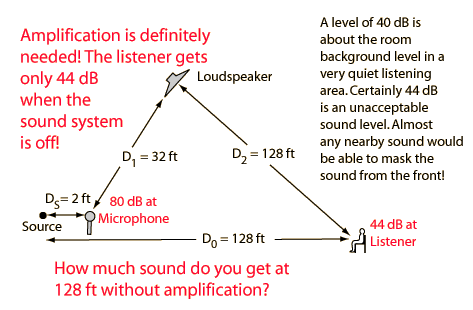 Amplification is definitely
needed! The listener gets
only 44 dB
when the
sound system
is off!
A level of 40 dB is
about the room
background level in a
very quiet listening
area. Certainly 44 dB
is an unacceptable
sound level. Almost
any nearby sound would
be able to mask the
sound from the front!
Loudspeaker
D1 = 32 ft
D2 = 128 ft
DS = 2 ft
80 dB at
Microphone
Source
D0 = 128 ft
44 dB at
Listener
How much sound do you get at
128 ft without amplification?